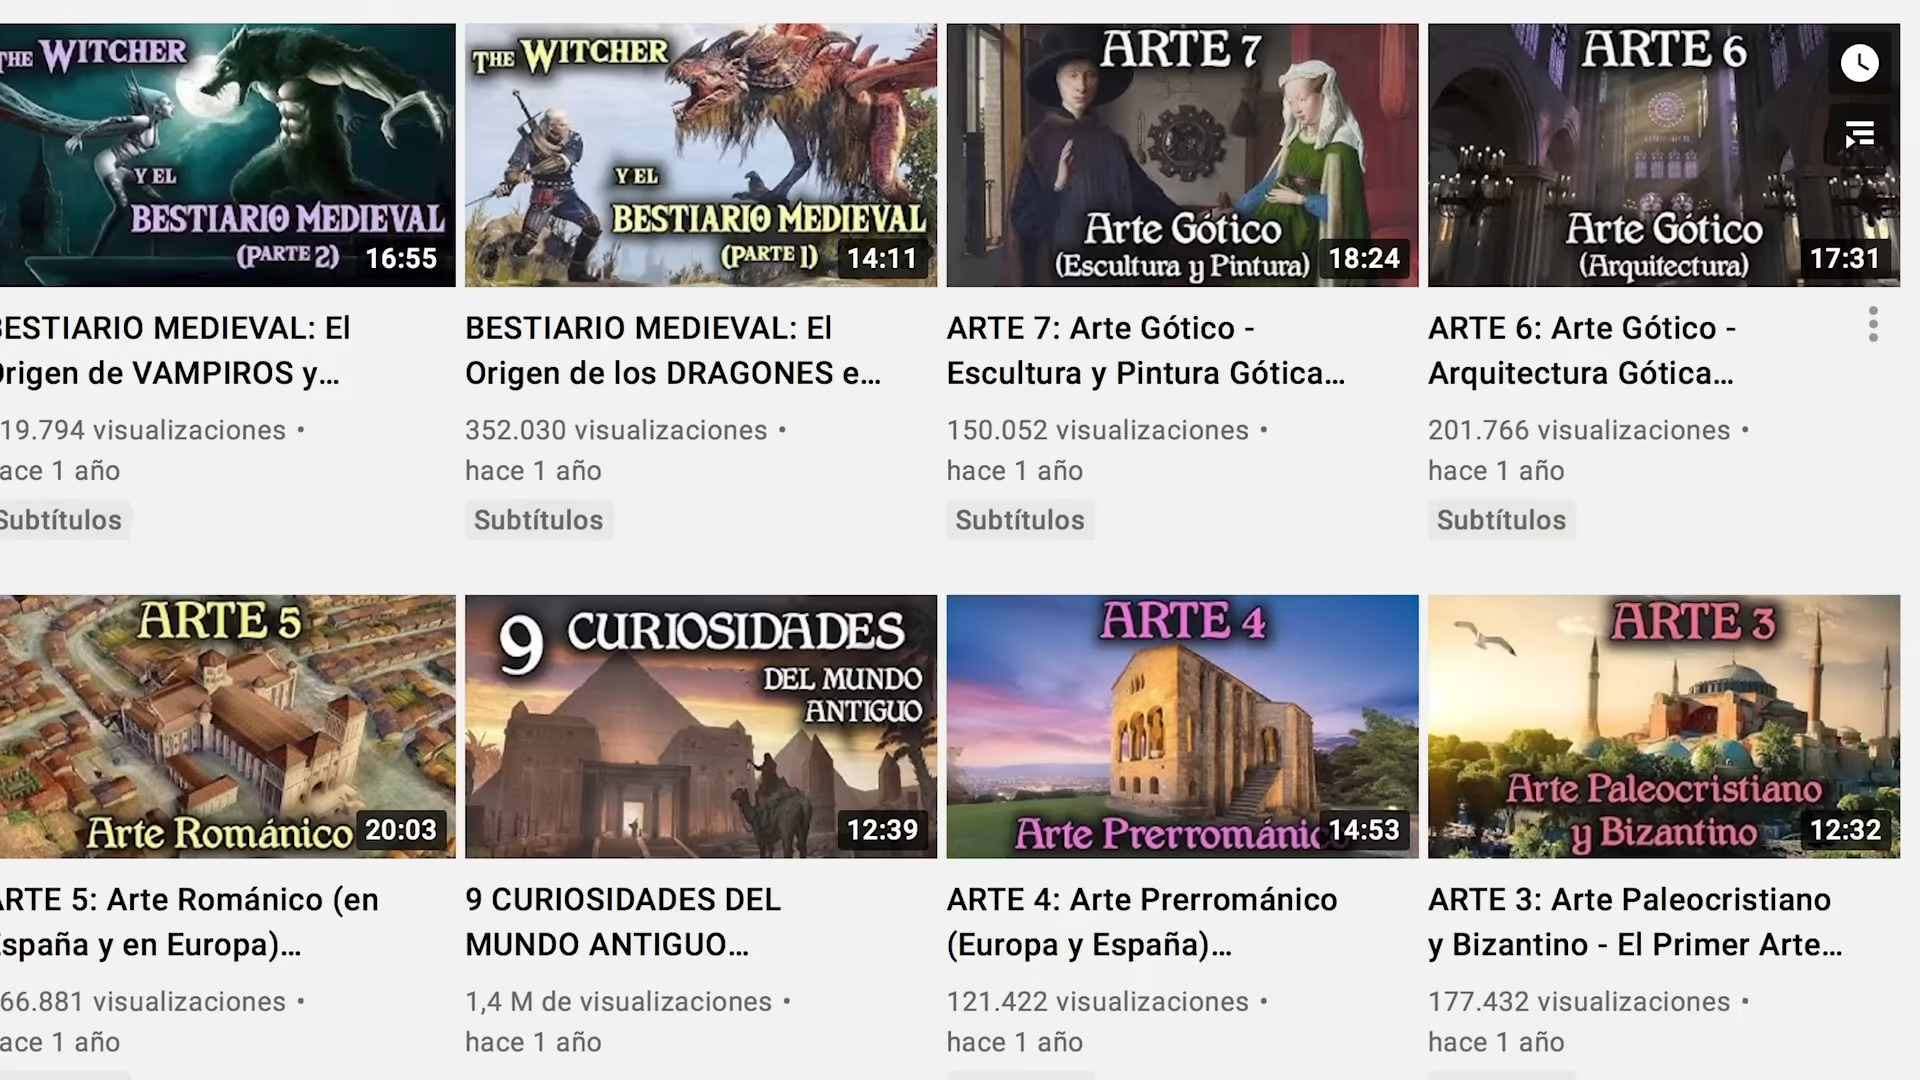 THE WITCHER
Y EL
BESTIARIO MEDIEVAL
(PARTE 2)
16:55
THE WITCHER
Y EL
BESTIARIO MEDIEVAL
(PARTE 1)
14:11
ARTE 7
Arte Gótico
(Escultura y Pintura)
18:24
ARTE 6
Arte Gótico
(Arquitectura)
17:31
BESTIARIO MEDIEVAL: El
Origen de VAMPIROS y...
19.794 visualizaciones •
hace 1 año
Subtítulos
BESTIARIO MEDIEVAL: El
Origen de los DRAGONES e...
352.030 visualizaciones •
hace 1 año
Subtítulos
ARTE 7: Arte Gótico -
Escultura y Pintura Gótica...
150.052 visualizaciones •
hace 1 año
Subtítulos
ARTE 6: Arte Gótico -
Arquitectura Gótica...
201.766 visualizaciones •
hace 1 año
Subtítulos
ARTE 5
Arte Románico
20:03
9 CURIOSIDADES
DEL MUNDO
ANTIGUO
12:39
ARTE 4
Arte Prerrománic
14:53
ARTE 3
Arte Paleocristiano
y Bizantino
12:32
ARTE 5: Arte Románico (en
España y en Europa)...
66.881 visualizaciones •
hace 1 año
9 CURIOSIDADES DEL
MUNDO ANTIGUO...
1,4 M de visualizaciones •
hace 1 año
ARTE 4: Arte Prerrománico
(Europa y España)...
121.422 visualizaciones •
hace 1 año
ARTE 3: Arte Paleocristiano
y Bizantino - El Primer Arte...
177.432 visualizaciones •
hace 1 año